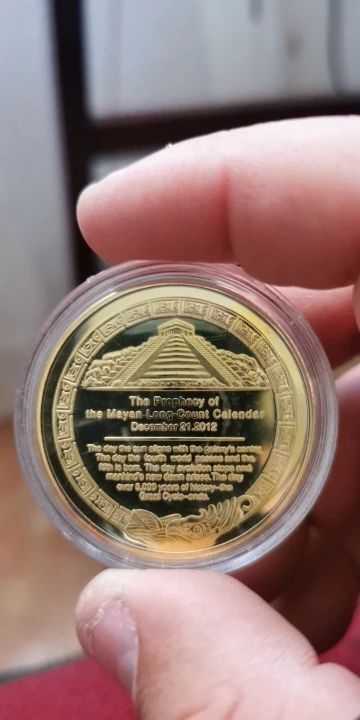 The Prophecy of
the Mayan Long-Count Calendar
December 21.2012
The day the sun aligns with the galaxy's center.
The day the fourth world passes and the
fifth is born. The day evolution stops and
mankind's new dawn arises. The day
over 5,000 years of history-the
Great Cycle-ends.